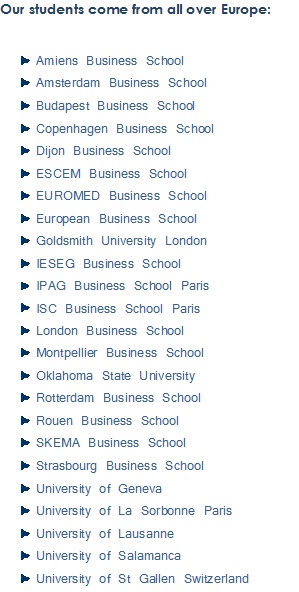 Our students come from all over Europe:
Amiens Business School
Amsterdam Business School
Budapest Business School
Copenhagen Business School
Dijon Business School
ESCEM Business School
EUROMED Business School
European Business School
Goldsmith University London
IESEG Business School
IPAG Business School Paris
ISC Business School Paris
London Business School
Montpellier Business School
Oklahoma State University
Rotterdam Business School
Rouen Business School
SKEMA Business School
Strasbourg Business School
University of Geneva
University of La Sorbonne Paris
University of Lausanne
University of Salamanca
University of St Gallen Switzerland